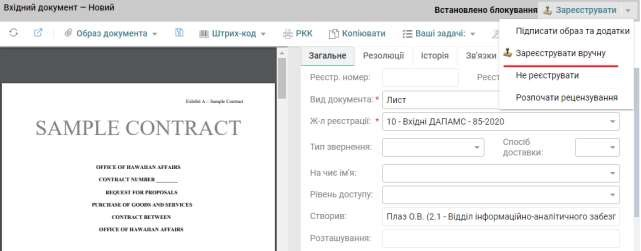 Вхідний документ — Новий
Встановлено блокування Зареєструвати
Образ документа Штрих-код РКК Копіювати Ваші задачі:
Підписати образ та додатки
Зареєструвати вручну
Не реєструвати
Розпочати рецензування
Загальне Резолюції Історія Зв'язки
Реєстр. номер: Реєст
Вид документа: * Лист
Ж-л реєстрації: * 10 - Вхідні ДАПАМС - 85-2020
Тип звернення: Спосіб доставки:
На чиє ім'я:
Рівень доступу:
Створив: Плаз О.В. (2.1 - Відділ інформаційно-аналітичного забезг
Розташування:
Exhibit A – Sample Contract
SAMPLE CONTRACT
OFFICE OF HAWAIIAN AFFAIRS
CONTRACT NUMBER ________
REQUEST FOR PROPOSALS
PURCHASE OF GOODS AND SERVICES
CONTRACT BETWEEN
OFFICE OF HAWAIIAN AFFAIRS